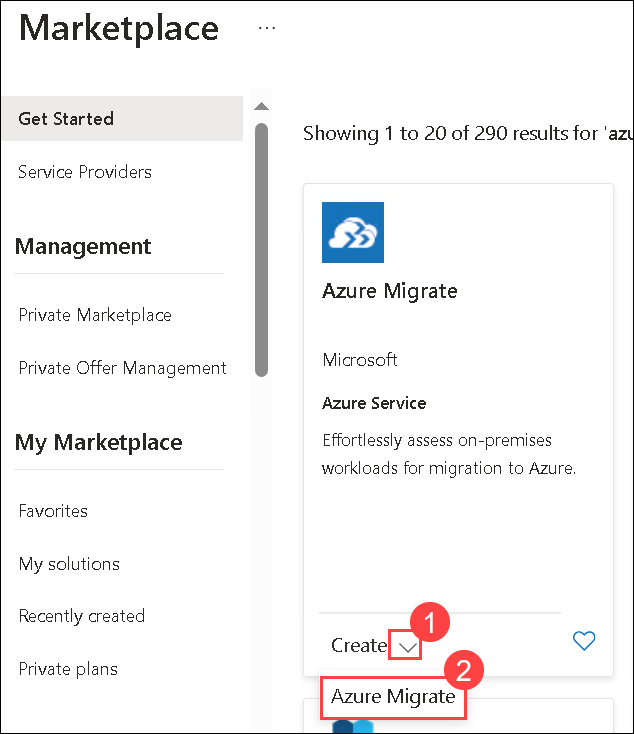 Marketplace ...
Get Started
Service Providers
Management
Private Marketplace
Private Offer Management
My Marketplace
Favorites
My solutions
Recently created
Private plans
Showing 1 to 20 of 290 results for 'azu
Azure Migrate
Microsoft
Azure Service
Effortlessly assess on-premises
workloads for migration to Azure.
Create
1
2
Azure Migrate